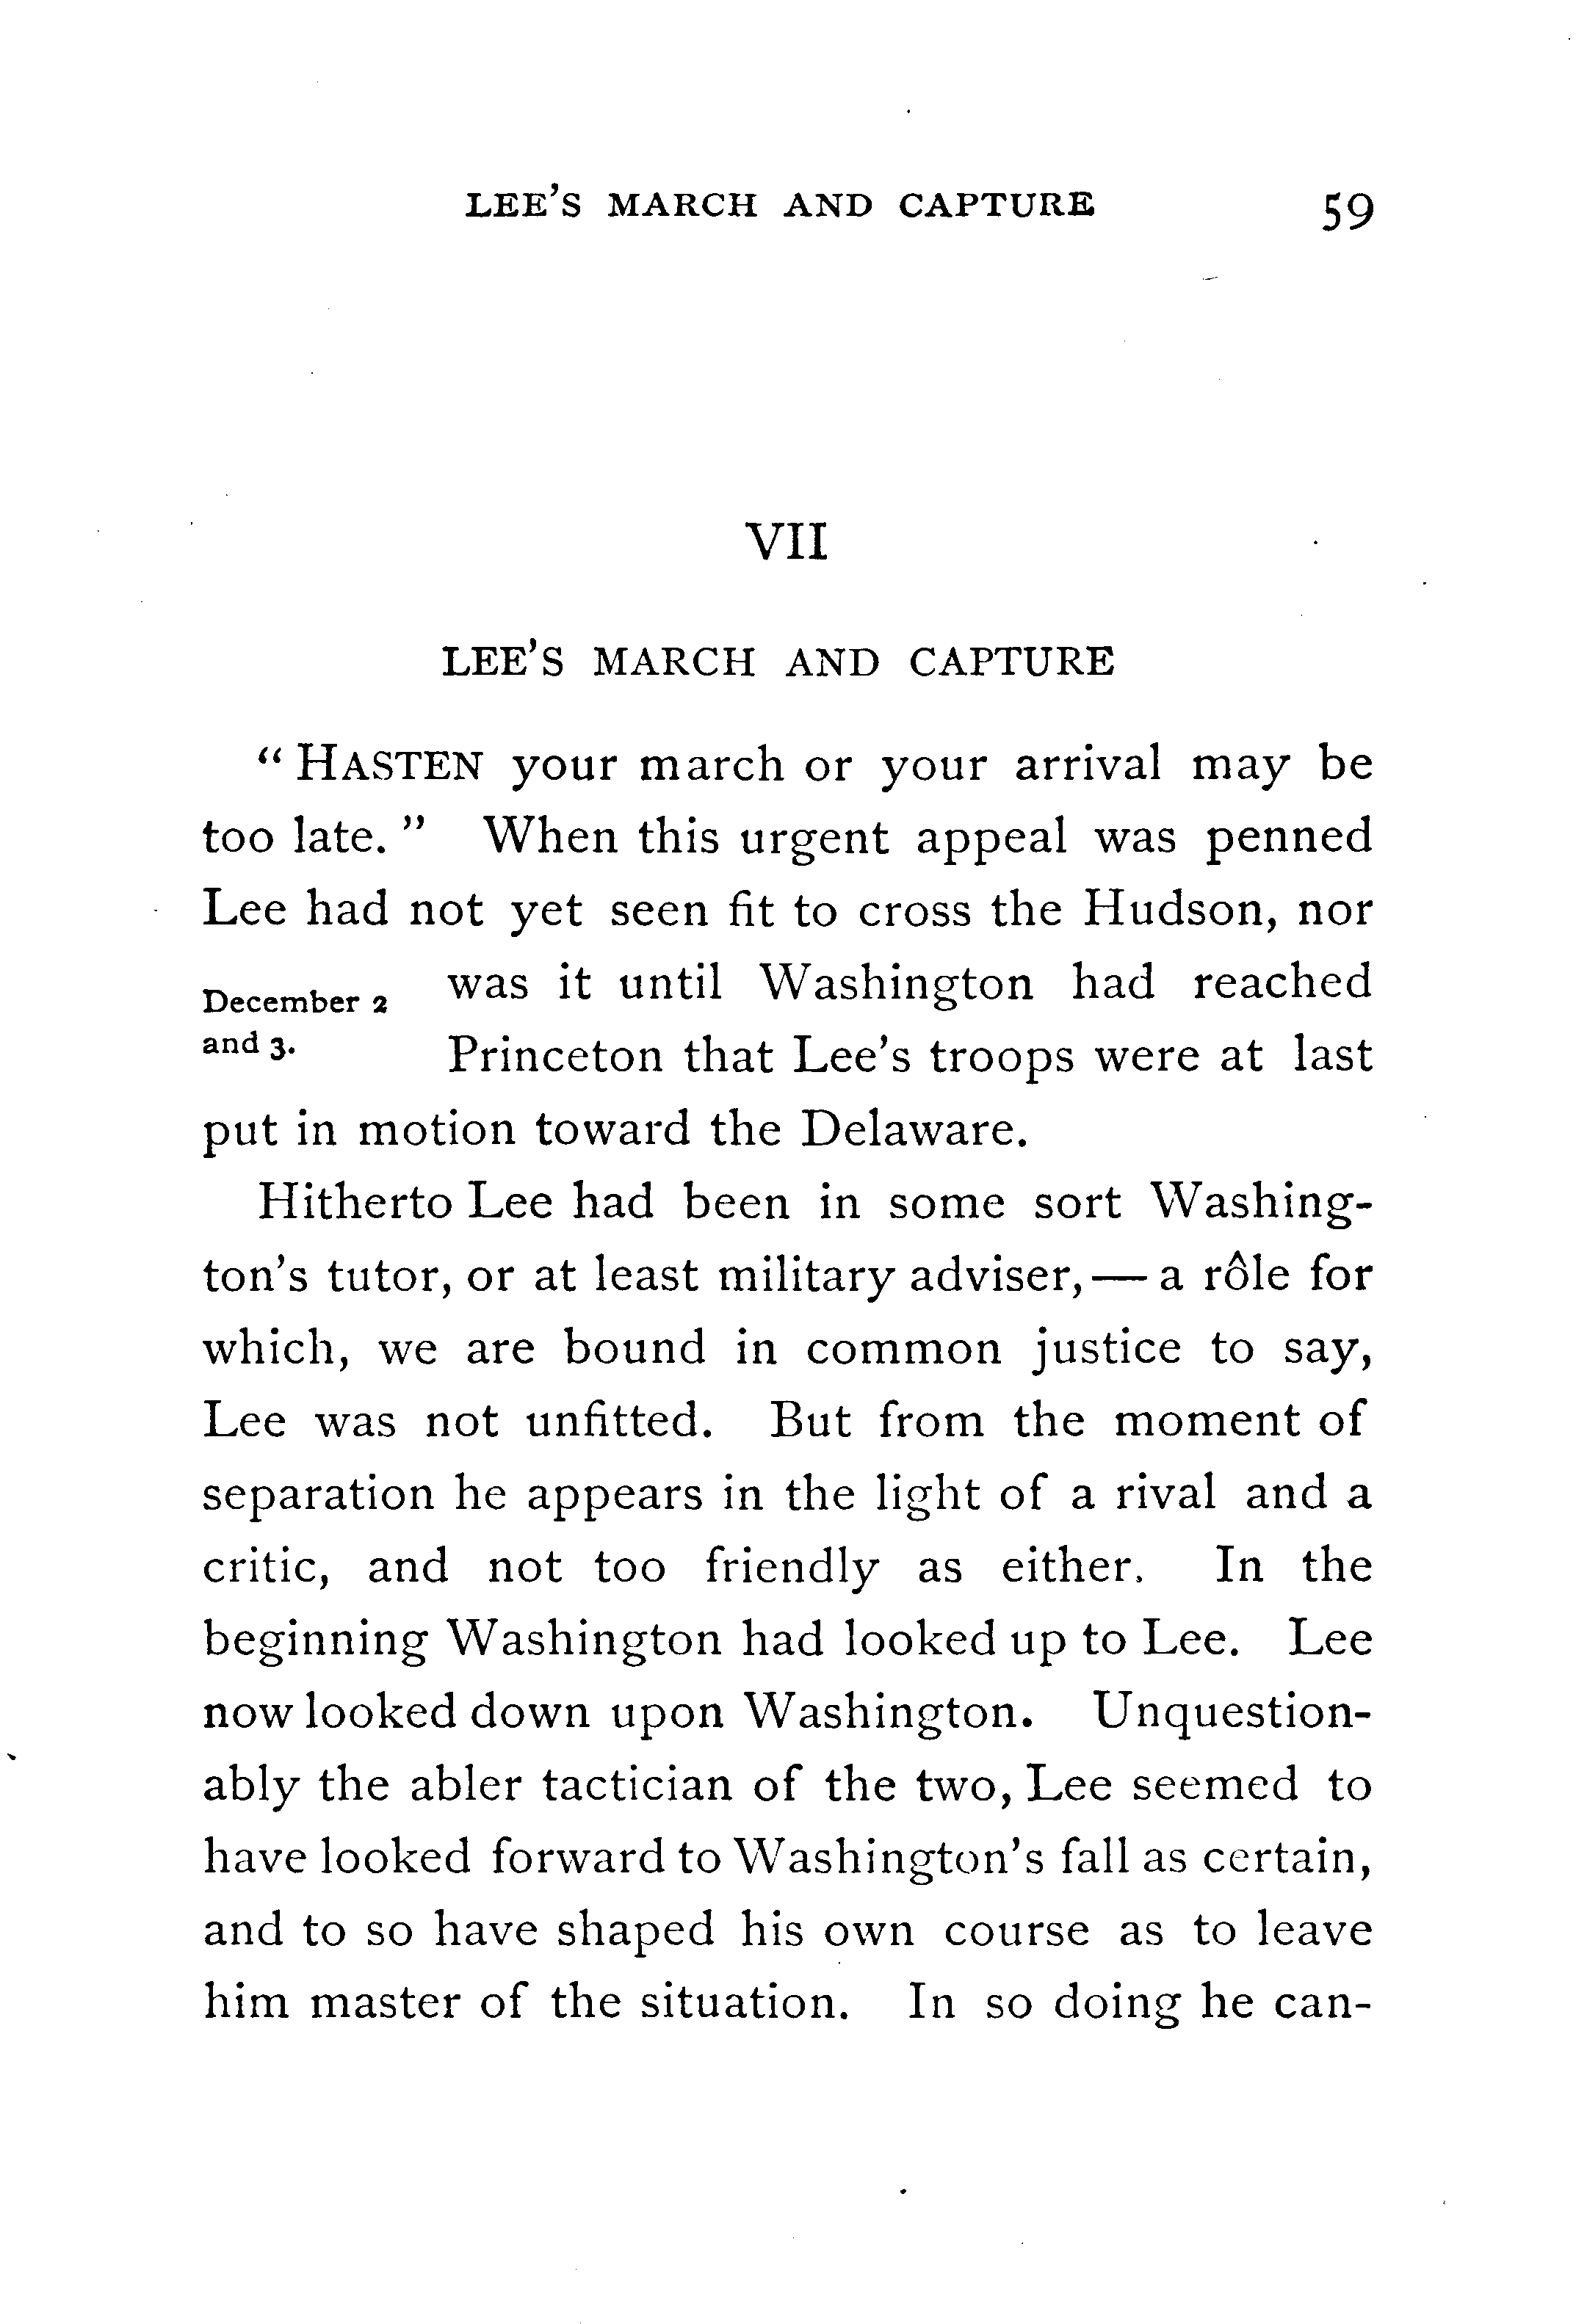 LEE'S MARCH AND CAPTURE 59
VII
LEE'S MARCH AND CAPTURE
" HASTEN your march or your arrival may be
too late. " When this urgent appeal was penned
Lee had not yet seen fit to cross the Hudson, nor
December 2
and 3.
was it until Washington had reached
Princeton that Lee's troops were at last
put in motion toward the Delaware.
Hitherto Lee had been in some sort Washing-
ton's tutor, or at least military adviser,— a rôle for
which, we are bound in common justice to say,
Lee was not unfitted. But from the moment of
separation he appears in the light of a rival and a
critic, and not too friendly as either. In the
beginning Washington had looked up to Lee. Lee
now looked down upon Washington. Unquestion-
ably the abler tactician of the two, Lee seemed to
have looked forward to Washington's fall as certain,
and to so have shaped his own course as to leave
him master of the situation. In so doing he can-